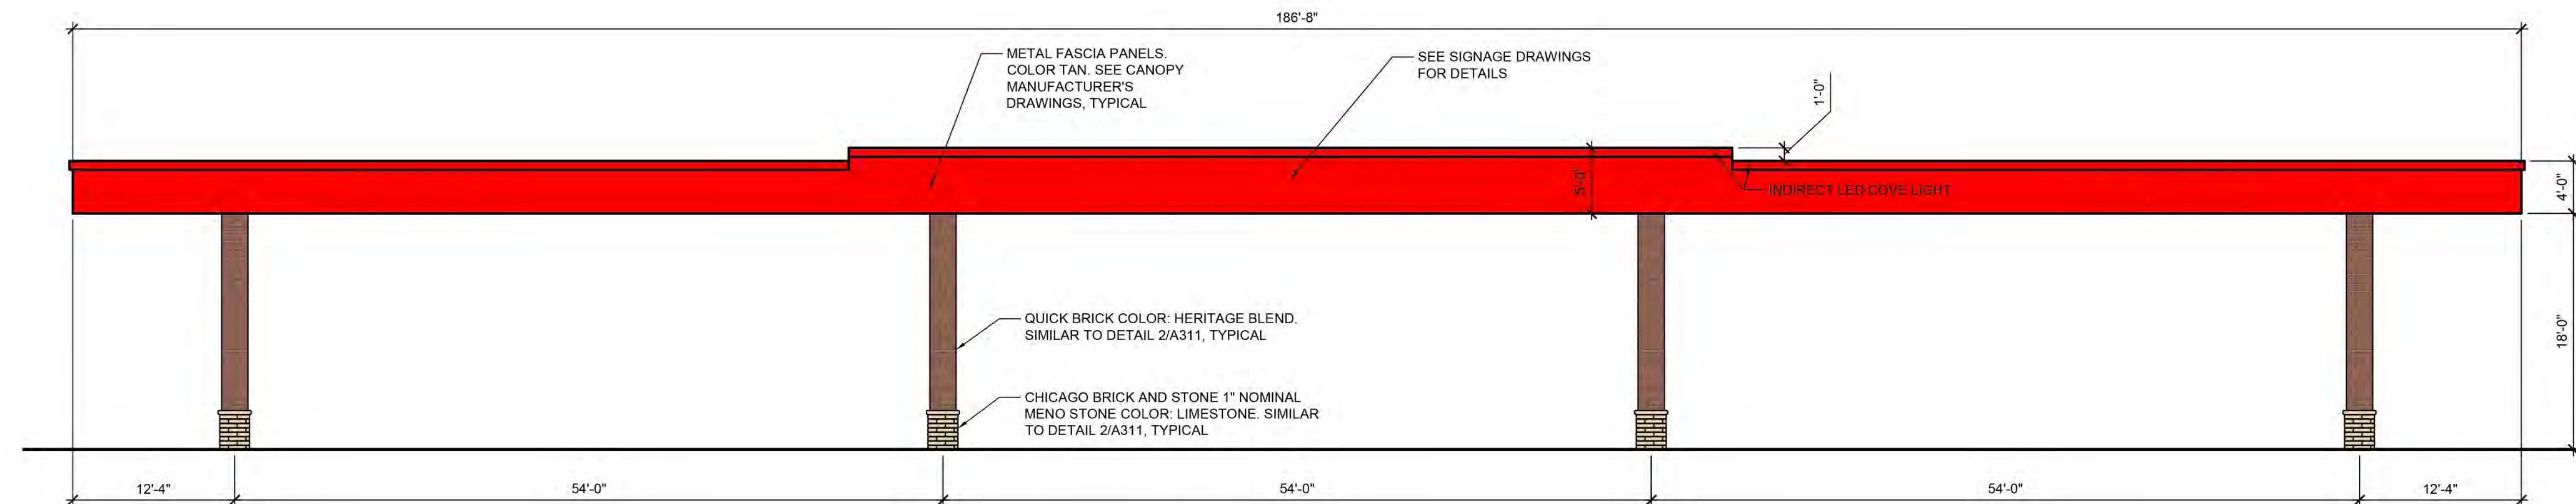 186'-8"
METAL FASCIA PANELS.
COLOR TAN. SEE CANOPY
MANUFACTURER'S
DRAWINGS, TYPICAL
SEE SIGNAGE DRAWINGS
FOR DETAILS
1'-0"
5'-0"
INDIRECT LED COVE LIGHT
4'-0"
18'-0"
QUICK BRICK COLOR: HERITAGE BLEND.
SIMILAR TO DETAIL 2/A311, TYPICAL
CHICAGO BRICK AND STONE 1" NOMINAL
MENO STONE COLOR: LIMESTONE. SIMILAR
TO DETAIL 2/A311, TYPICAL
12'-4"
54'-0"
54'-0"
54'-0"
12'-4"